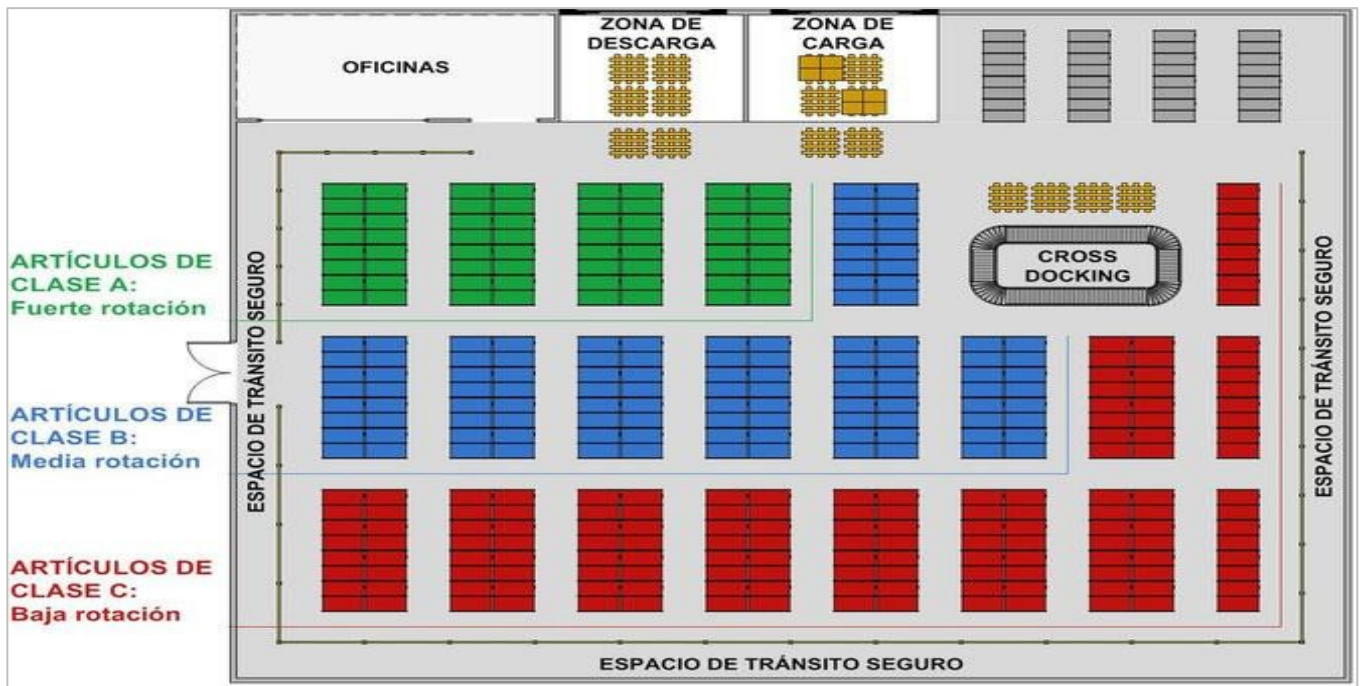 OFICINAS
ZONA DE
DESCARGA
ZONA DE
CARGA
ARTÍCULOS DE
CLASE A:
Fuerte rotación
ESPACIO DE TRÁNSITO SEGURO
CROSS
DOCKING
ESPACIO DE TRÁNSITO SEGURO
ARTÍCULOS DE
CLASE B:
Media rotación
ARTÍCULOS DE
CLASE C:
Baja rotación
ESPACIO DE TRÁNSITO SEGURO